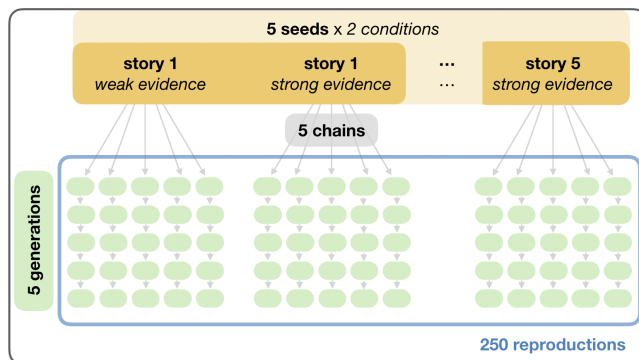 5 seeds x 2 conditions
story 1
weak evidence
story 1
strong evidence
...
...
story 5
strong evidence
5 chains
5 generations
250 reproductions